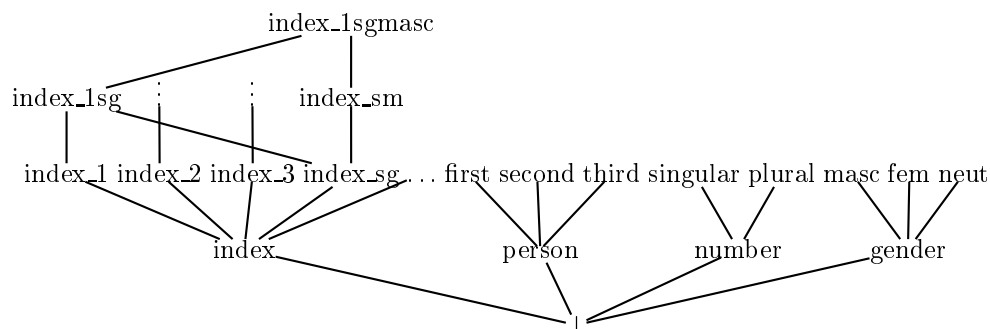 index_1sgmasc
index_1sg ⋮ ⋮ index_sm
index_1 index_2 index_3 index_sg ... first second third singular plural masc fem neut
index person number gender